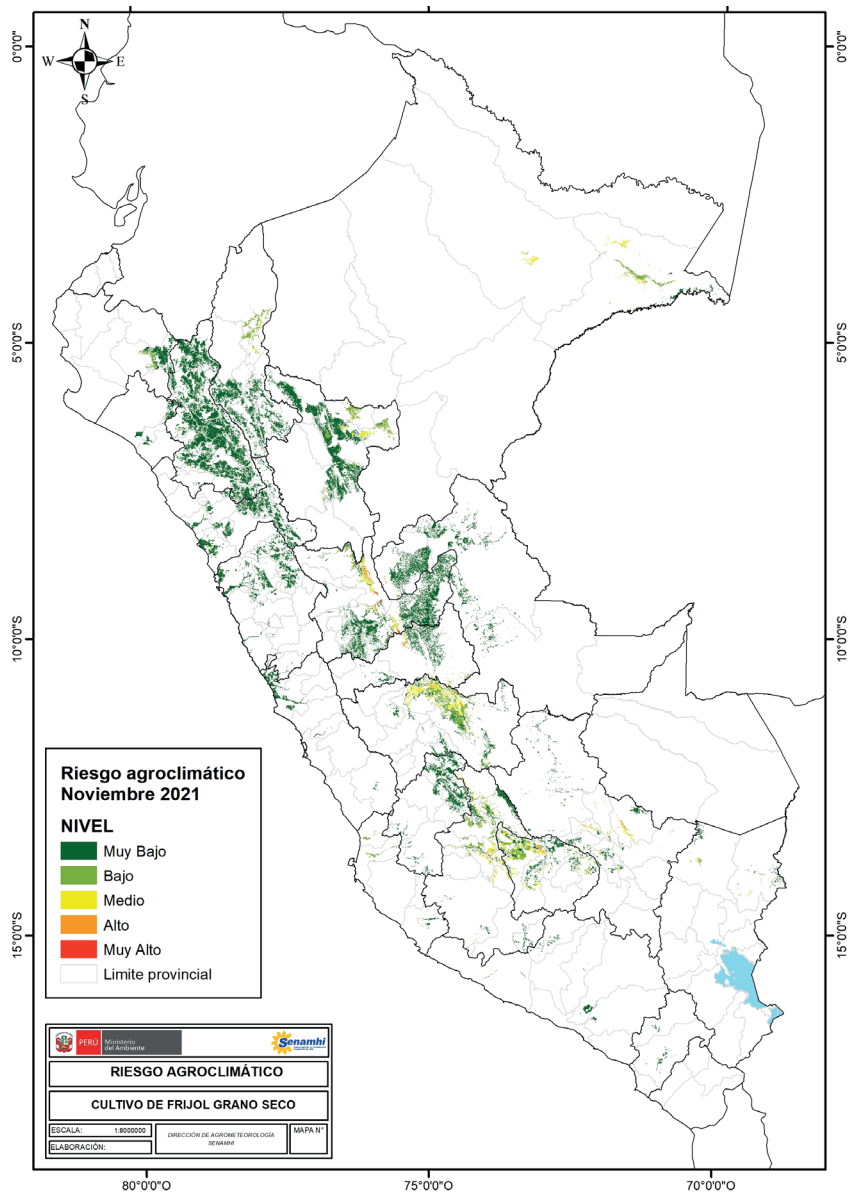 N
W
E
S
0°0'0"
0°0'0"
5°0'0"S
5°0'0"S
10°0'0"S
10°0'0"S
15°0'0"S
15°0'0"S
Riesgo agroclimático
Noviembre 2021
NIVEL
Muy Bajo
Bajo
Medio
Alto
Muy Alto
Limite provincial
PERÚ
Ministerio
del Ambiente
Senamhi
RIESGO AGROCLIMÁTICO
CULTIVO DE FRIJOL GRANO SECO
ESCALA: 1:8000000
ELABORACIÓN:
DIRECCIÓN DE AGROMETEOROLOGÍA
SENAMHI
MAPA N°
80°0'0"O
75°0'0"O
70°0'0"O